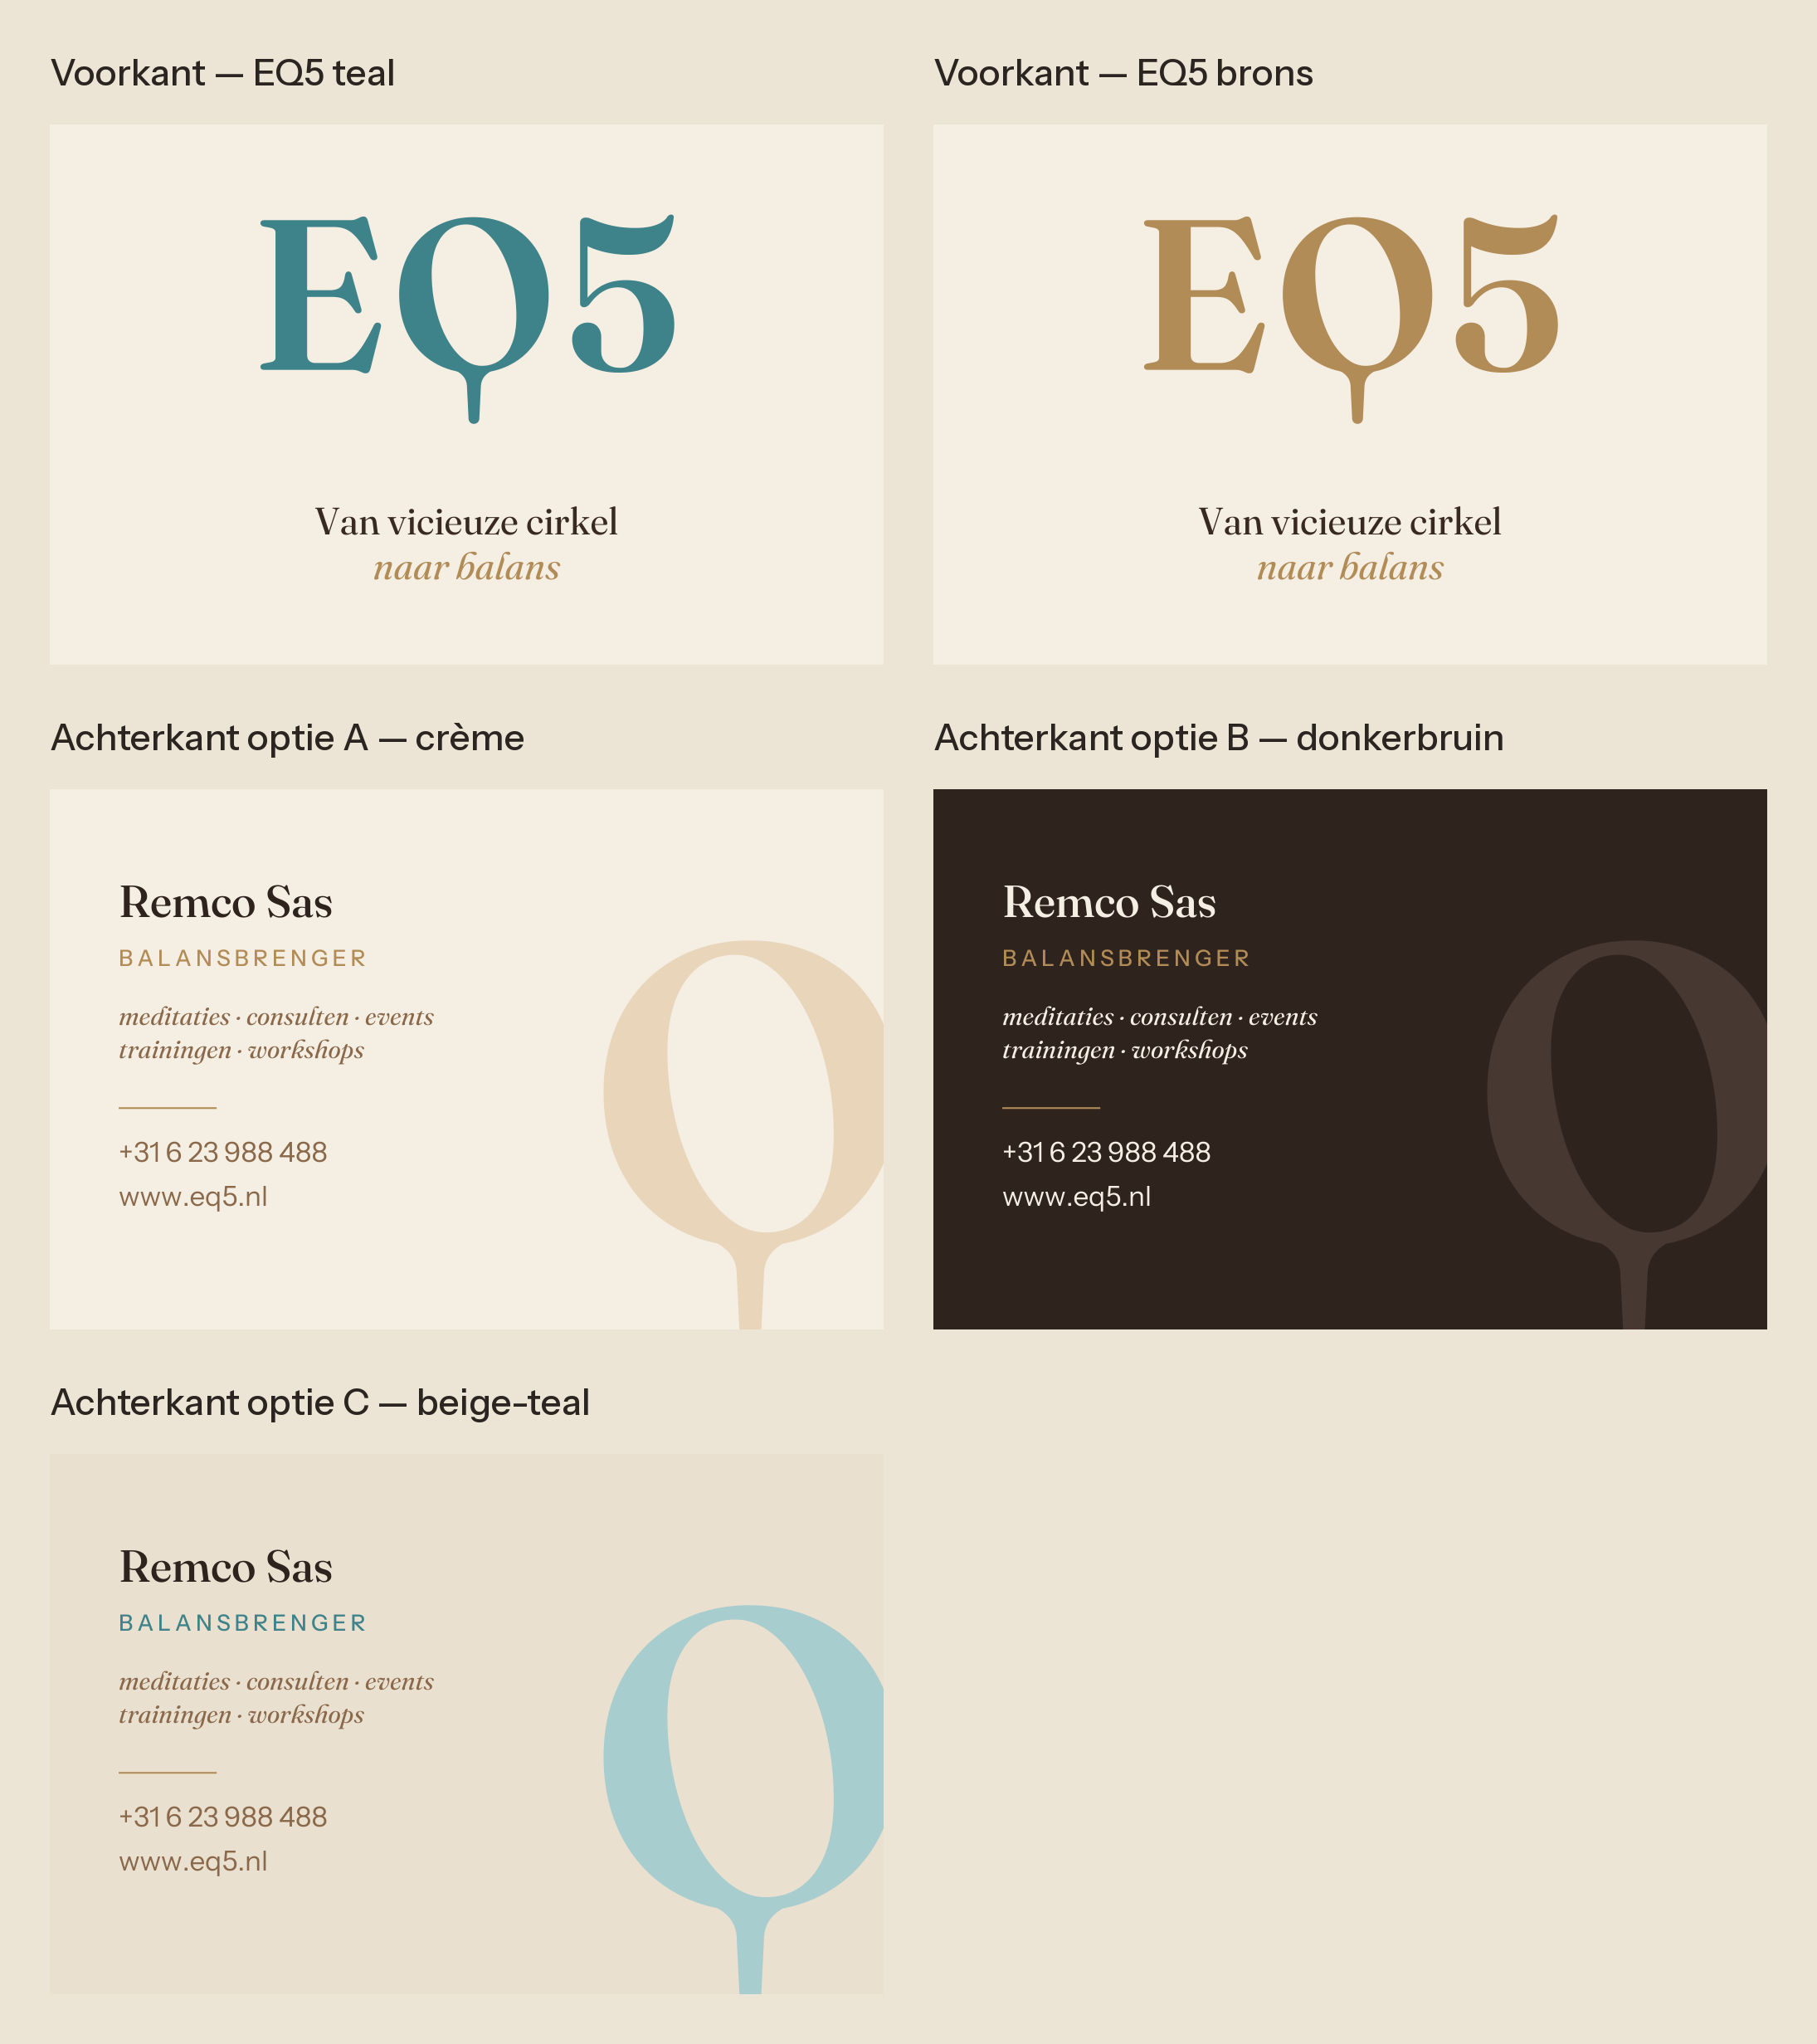 Voorkant — EQ5 teal
EQ5
Van vicieuze cirkel
naar balans
Voorkant — EQ5 brons
EQ5
Van vicieuze cirkel
naar balans
Achterkant optie A — crème
Remco Sas
BALANSBRENGER
meditaties · consulten · events
trainingen · workshops
+31 6 23 988 488
www.eq5.nl
Q
Achterkant optie B — donkerbruin
Remco Sas
BALANSBRENGER
meditaties · consulten · events
trainingen · workshops
+31 6 23 988 488
www.eq5.nl
Q
Achterkant optie C — beige-teal
Remco Sas
BALANSBRENGER
meditaties · consulten · events
trainingen · workshops
+31 6 23 988 488
www.eq5.nl
Q